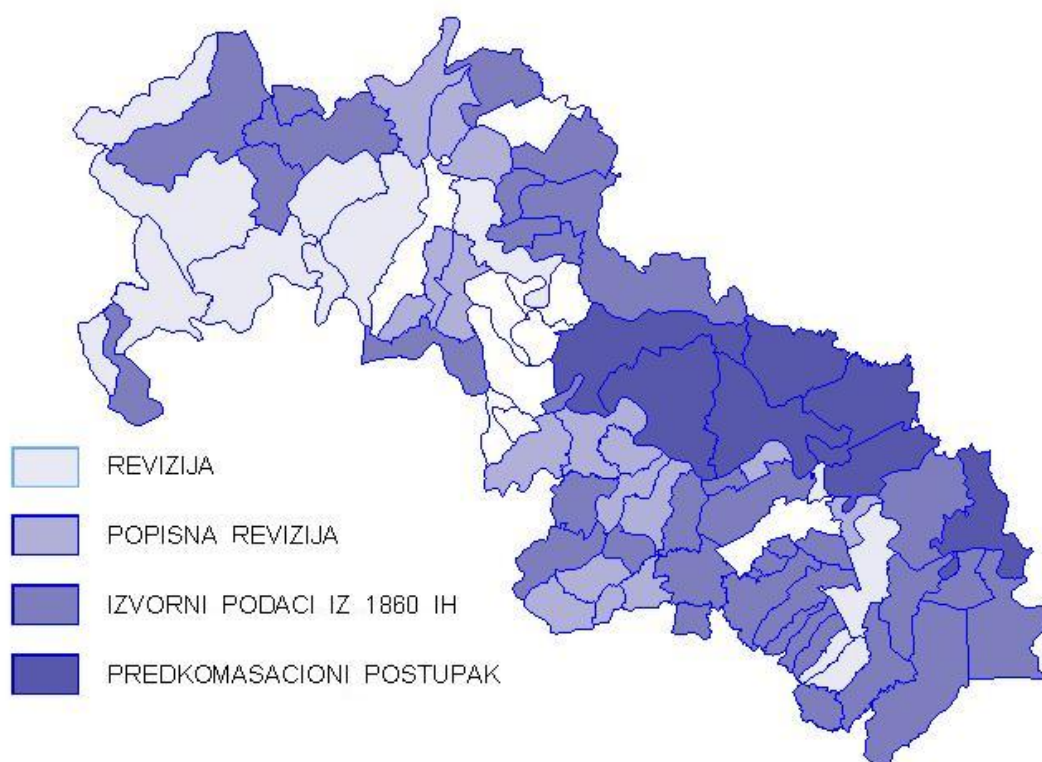 REVIZIJA
POPISNA REVIZIJA
IZVORNI PODACI IZ 1860 IH
PREDKOMASACIONI POSTUPAK